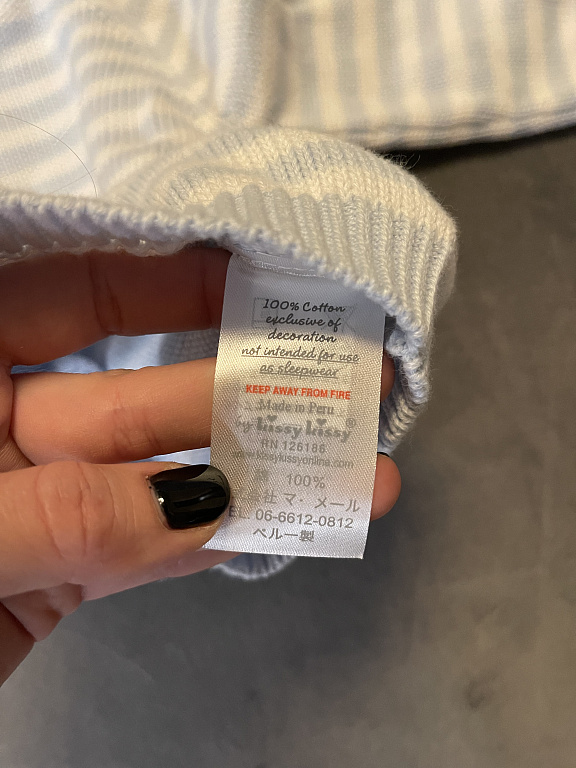 100% Cotton
exclusive of
decoration
not intended for use
as sleepwear
KEEP AWAY FROM FIRE
Made in Peru
by kissy kissy®
RN 126186
www.kissykissyonline.com
100%
会社 マ・メール
EL: 06-6612-0812
ペルー製